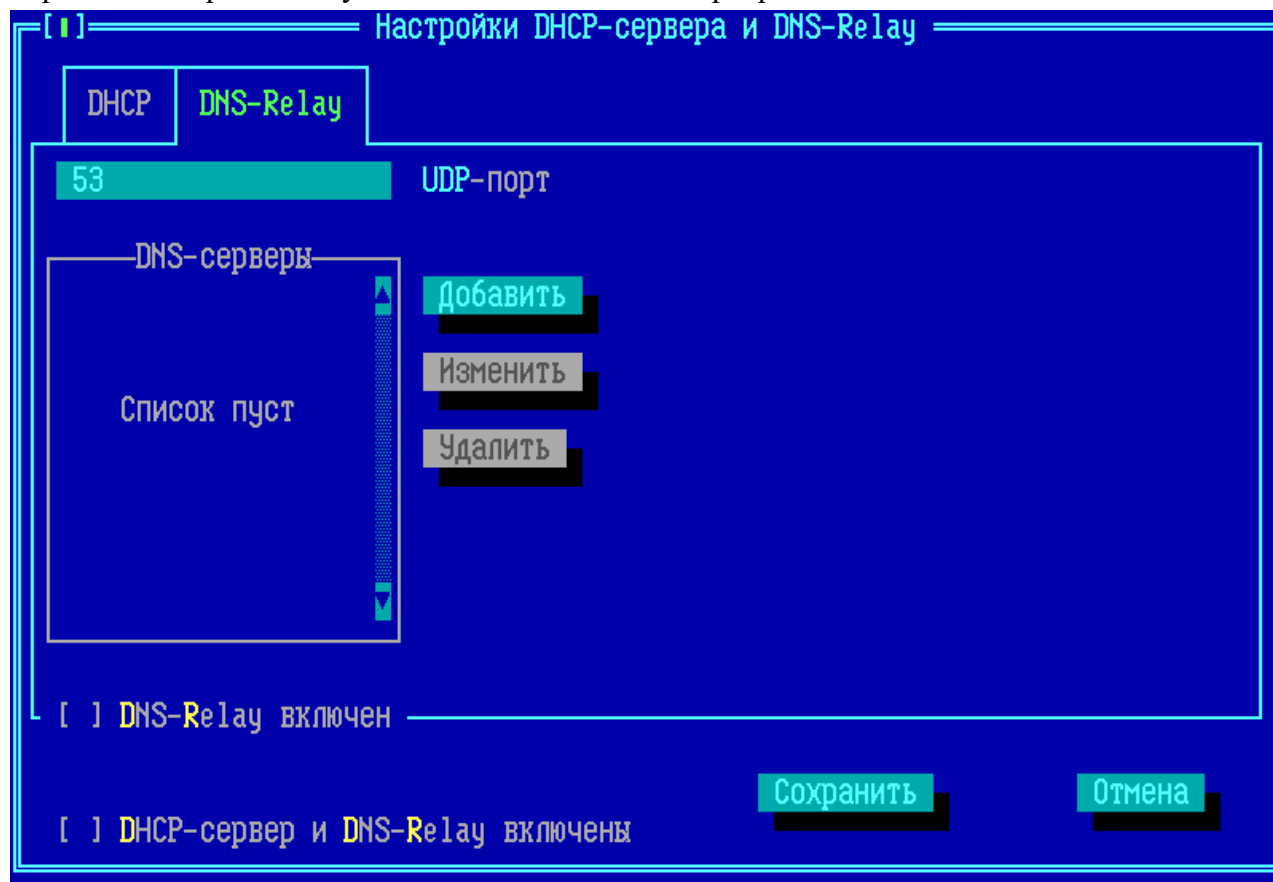 Настройки DHCP-сервера и DNS-Relay
DHCP DNS-Relay
53 UDP-порт
DNS-серверы
Добавить
Изменить
Список пуст
Удалить
[ ] DNS-Relay включен
Сохранить Отмена
[ ] DHCP-сервер и DNS-Relay включены